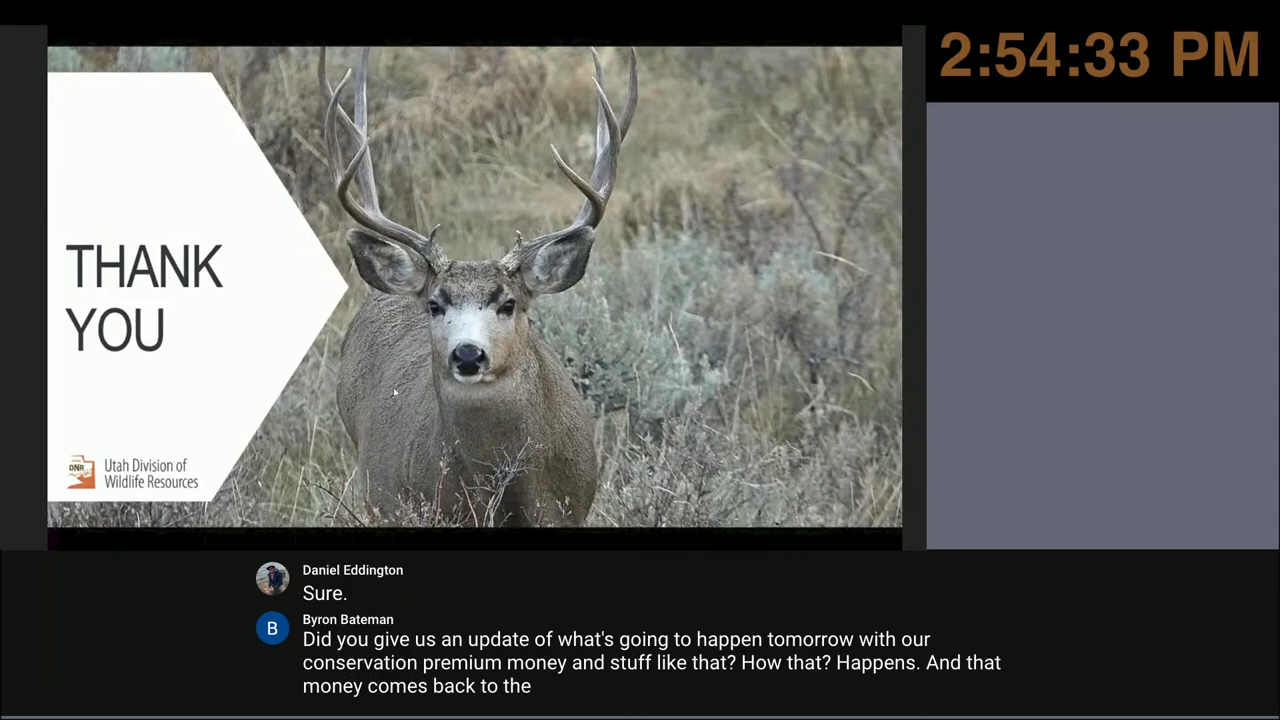 2:54:33 PM
THANK
YOU
DNR
Utah Division of
Wildlife Resources
Daniel Eddington
Sure.
B
Byron Bateman
Did you give us an update of what's going to happen tomorrow with our
conservation premium money and stuff like that? How that? Happens. And that
money comes back to the